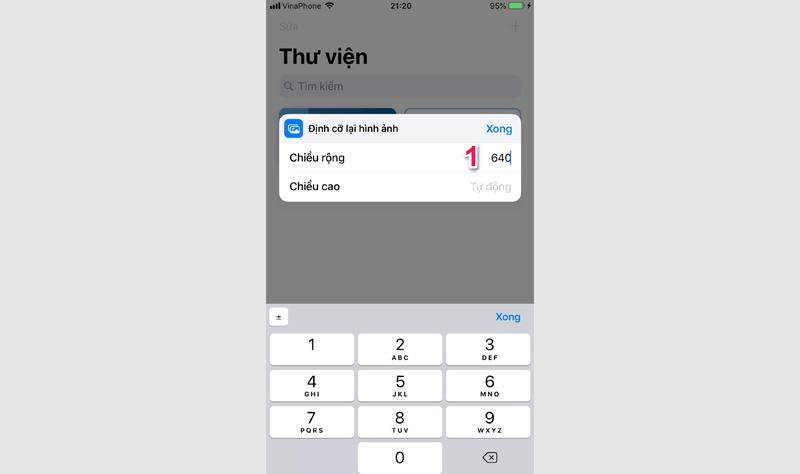 VinaPhone 21:20 95%
Sửa
Thư viện
Tìm kiếm
Định cỡ lại hình ảnh Xong
Chiều rộng 1 640
Chiều cao Tự động
± Xong
1 2 3
ABC DEF
4 5 6
GHI JKL MNO
7 8 9
PQRS TUV WXYZ
0